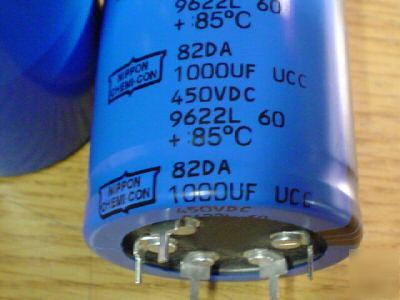 9622L 60
+:85°C
82DA
NIPPON CHEMI-CON 1000UF UCC
450VDC
9622L 60
+:85°C
82DA
NIPPON CHEMI-CON 1000UF UCC
450VDC